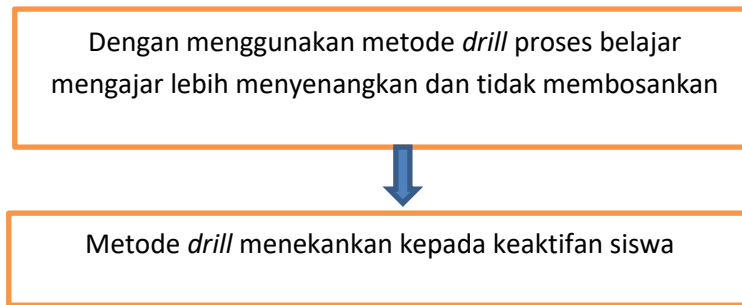 Dengan menggunakan metode drill proses belajar
mengajar lebih menyenangkan dan tidak membosankan
Metode drill menekankan kepada keaktifan siswa